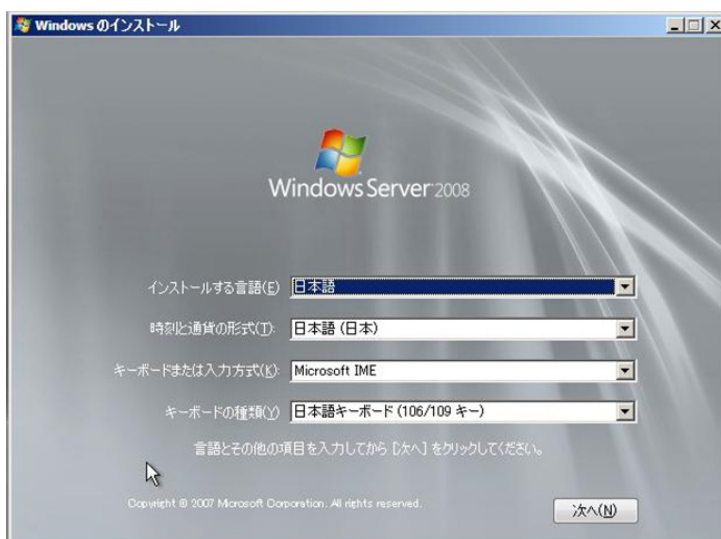 Windows のインストール
Windows Server 2008
インストールする言語(E) 日本語
時刻と通貨の形式(T): 日本語 (日本)
キーボードまたは入力方式(K): Microsoft IME
キーボードの種類(Y) 日本語キーボード (106/109 キー)
言語とその他の項目を入力してから [次へ] をクリックしてください。
Copyright © 2007 Microsoft Corporation. All rights reserved.
次へ(N)